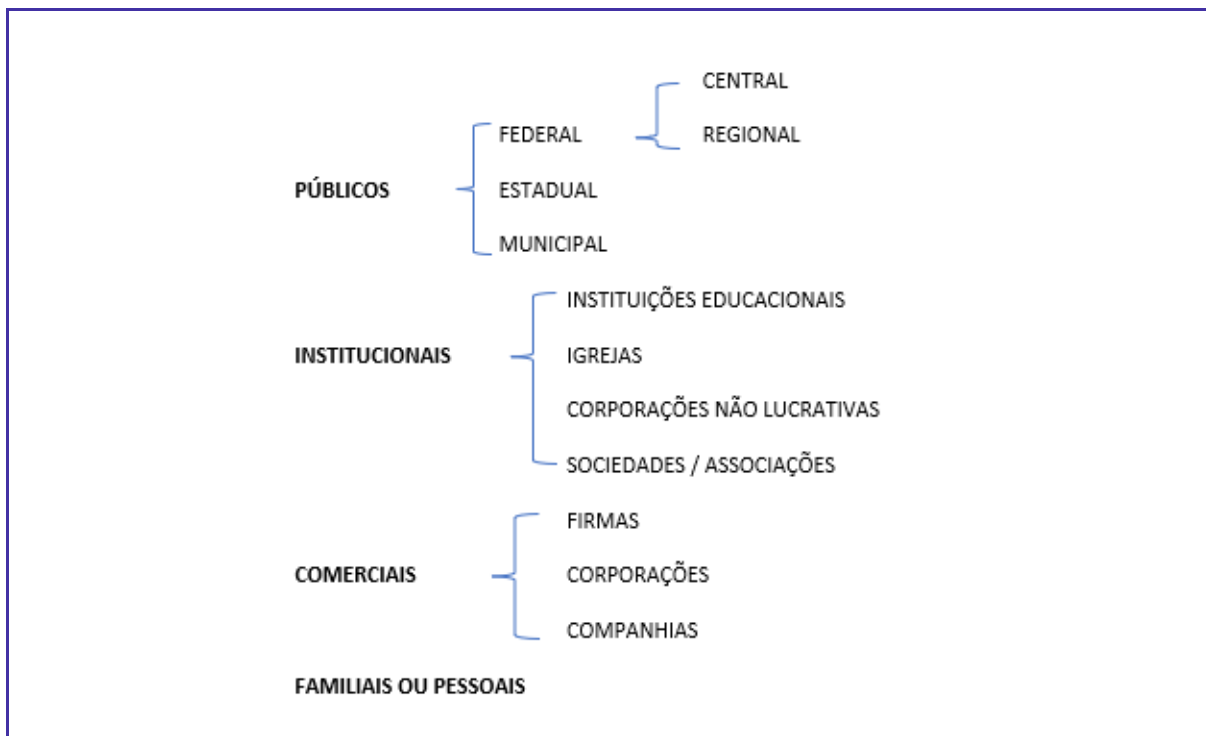 CENTRAL
FEDERAL REGIONAL
PÚBLICOS ESTADUAL
MUNICIPAL
INSTITUIÇÕES EDUCACIONAIS
INSTITUCIONAIS IGREJAS
CORPORAÇÕES NÃO LUCRATIVAS
SOCIEDADES / ASSOCIAÇÕES
FIRMAS
COMERCIAIS CORPORAÇÕES
COMPANHIAS
FAMILIAIS OU PESSOAIS